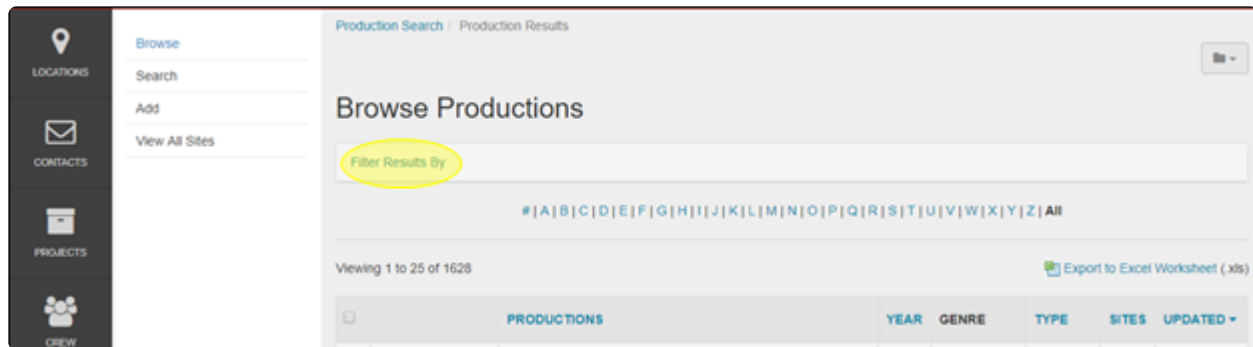 LOCATIONS
CONTACTS
PROJECTS
CREW
Browse
Search
Add
View All Sites
Production Search / Production Results
Browse Productions
Filter Results By
# | A | B | C | D | E | F | G | H | I | J | K | L | M | N | O | P | Q | R | S | T | U | V | W | X | Y | Z | All
Viewing 1 to 25 of 1628
Export to Excel Worksheet (.xls)
PRODUCTIONS YEAR GENRE TYPE SITES UPDATED